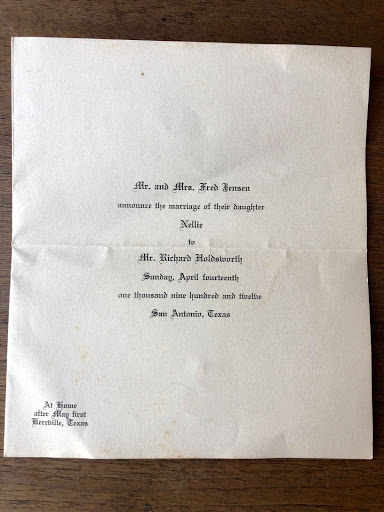 Mr. and Mrs. Fred Jensen
announce the marriage of their daughter
Nellie
to
Mr. Richard Holdsworth
Sunday, April fourteenth
one thousand nine hundred and twelve
San Antonio, Texas
At Home
after May first
Kerrville, Texas